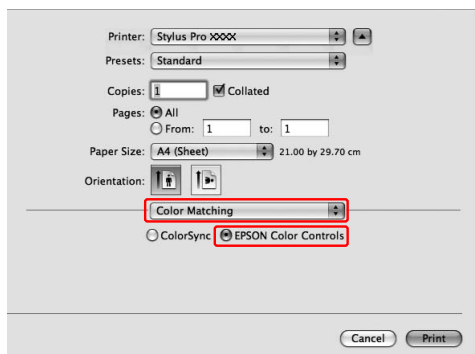 Printer: Stylus Pro XXXX
Presets: Standard
Copies: 1 Collated
Pages: All
From: 1 to: 1
Paper Size: A4 (Sheet) 21.00 by 29.70 cm
Orientation:
Color Matching
ColorSync EPSON Color Controls
Cancel Print